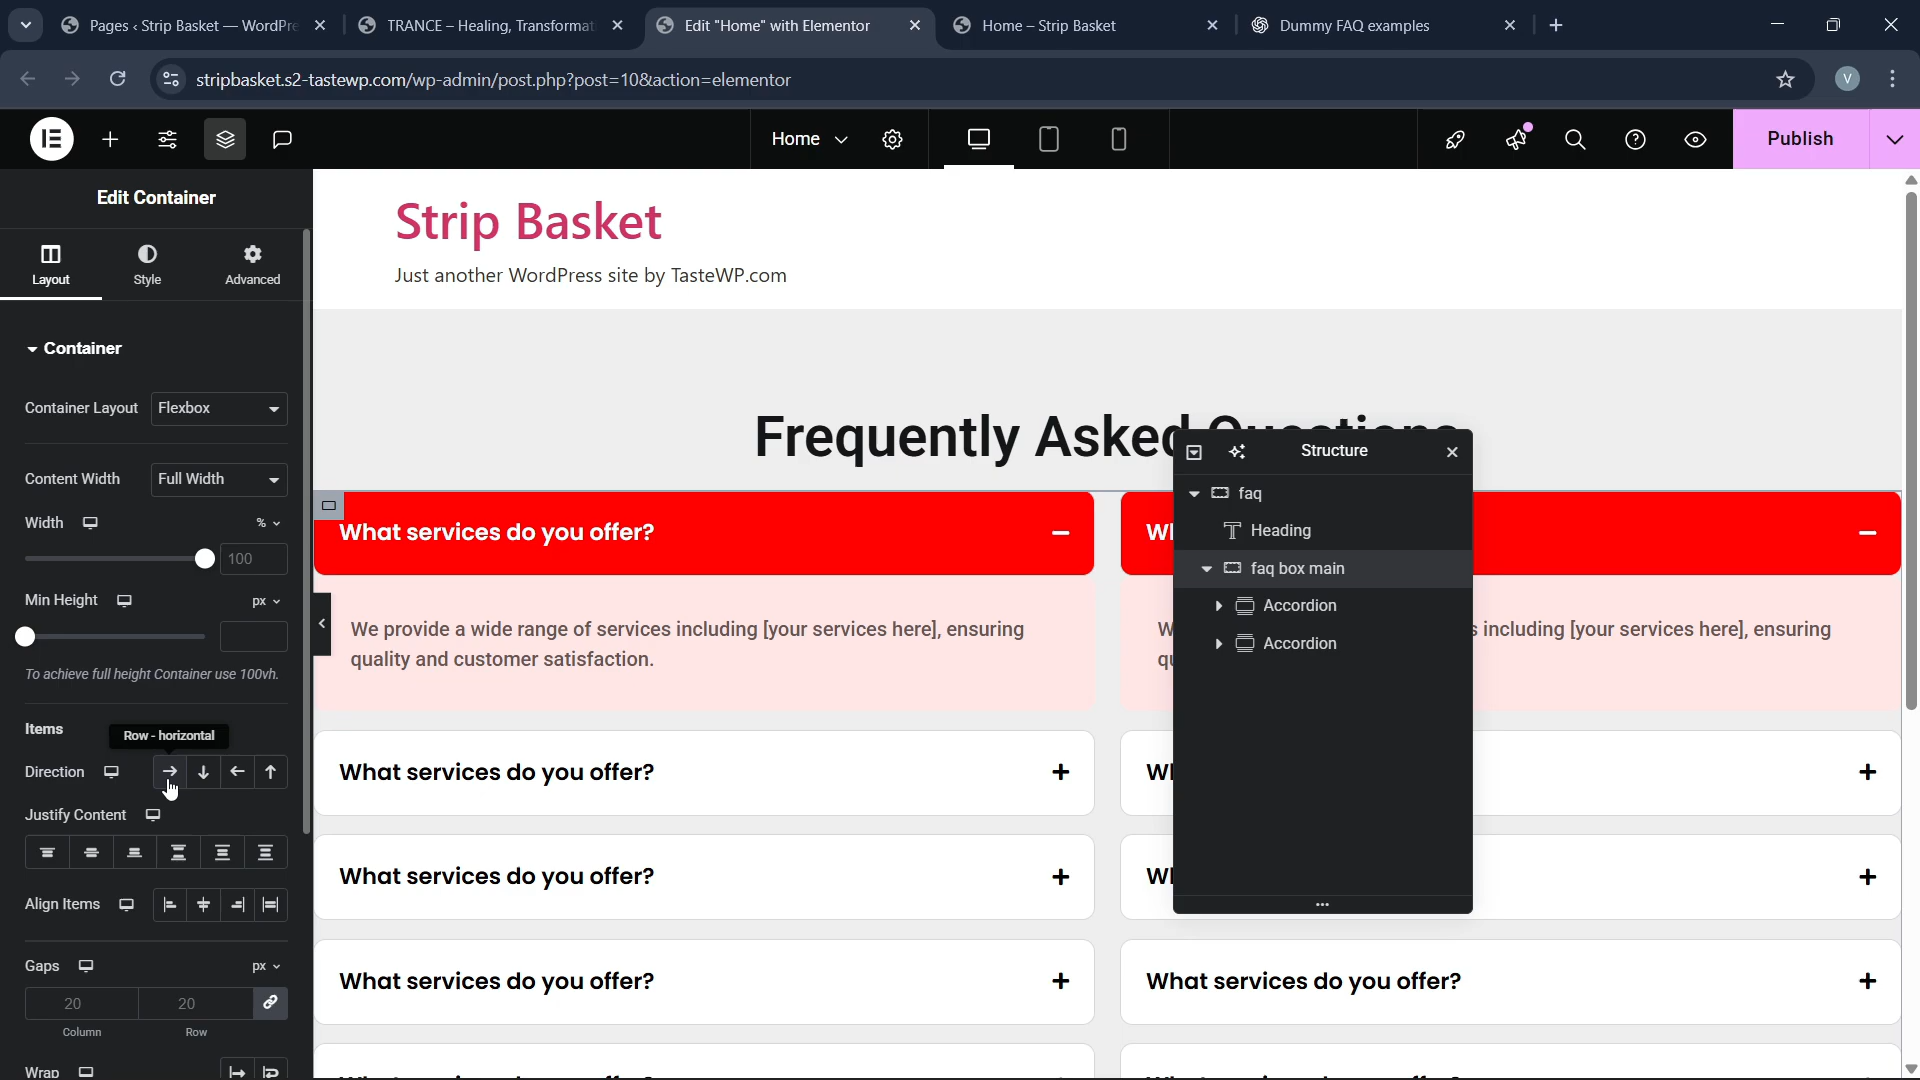 Pages ‹ Strip Basket — WordPre
TRANCE – Healing, Transformat
Edit "Home" with Elementor
Home – Strip Basket
Dummy FAQ examples
stripbasket.s2-tastewp.com/wp-admin/post.php?post=10&action=elementor
V
Home
Publish
Edit Container
Layout
Style
Advanced
Container
Container Layout
Flexbox
Content Width
Full Width
Width
%
100
Min Height
px
To achieve full height Container use 100vh.
Items
Row - horizontal
Direction
Justify Content
Align Items
Gaps
px
20
20
Column
Row
Wrap
Strip Basket
Just another WordPress site by TasteWP.com
Frequently Asked
What services do you offer?
We provide a wide range of services including [your services here], ensuring
quality and customer satisfaction.
What services do you offer?
What services do you offer?
What services do you offer?
including [your services here], ensuring
What services do you offer?
Structure
faq
Heading
faq box main
Accordion
Accordion